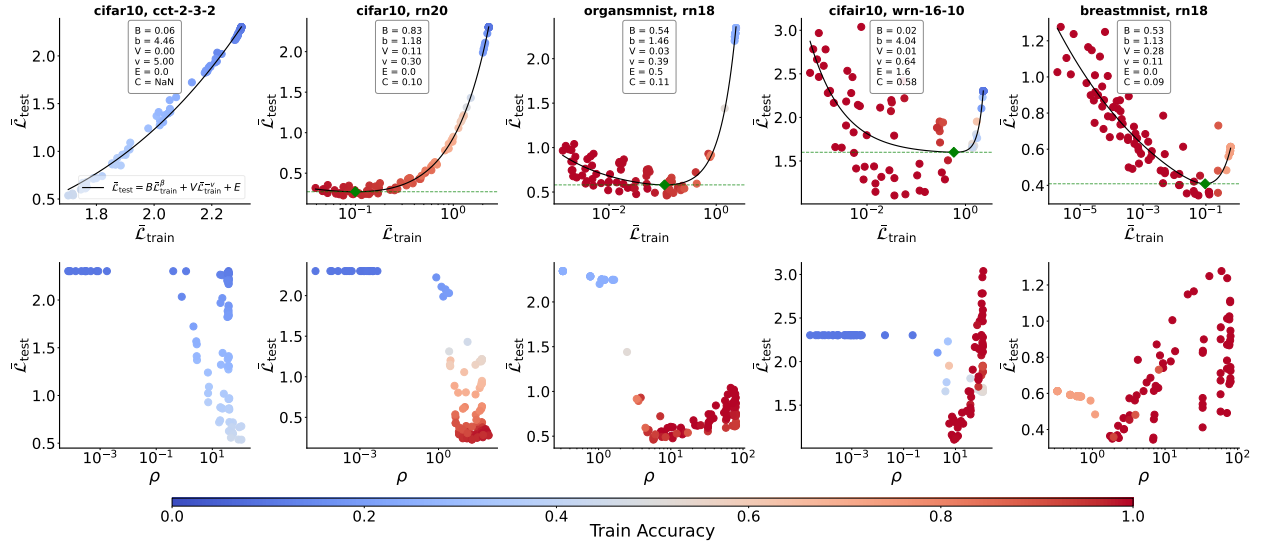 cifar10, cct-2-3-2
cifar10, rn20
organsmnist, rn18
cifair10, wrn-16-10
breastmnist, rn18
B = 0.06
b = 4.46
V = 0.00
v = 5.00
E = 0.0
C = NaN
B = 0.83
b = 1.18
V = 0.11
v = 0.30
E = 0.0
C = 0.10
B = 0.54
b = 1.46
V = 0.03
v = 0.39
E = 0.5
C = 0.11
B = 0.02
b = 4.04
V = 0.01
v = 0.64
E = 1.6
C = 0.58
B = 0.53
b = 1.13
V = 0.28
v = 0.11
E = 0.0
C = 0.09
2.0
1.5
1.0
0.5
2.0
1.5
1.0
0.5
2.5
2.0
1.5
1.0
0.5
3.0
2.5
2.0
1.5
1.2
1.0
0.8
0.6
0.4
L̄test
L̄test
L̄test
L̄test
L̄test
L̄test = BL̄train^β + VL̄train^−ν + E
1.8 2.0 2.2
10⁻¹ 10⁰
10⁻² 10⁰
10⁻² 10⁰
10⁻⁵ 10⁻³ 10⁻¹
L̄train
L̄train
L̄train
L̄train
L̄train
2.0
1.5
1.0
0.5
2.0
1.5
1.0
0.5
2.5
2.0
1.5
1.0
0.5
3.0
2.5
2.0
1.5
1.2
1.0
0.8
0.6
0.4
L̄test
L̄test
L̄test
L̄test
L̄test
10⁻³ 10⁻¹ 10¹
10⁻³ 10⁰
10⁰ 10¹ 10²
10⁻³ 10⁻¹ 10¹
10⁰ 10¹ 10²
ρ
ρ
ρ
ρ
ρ
0.0 0.2 0.4 0.6 0.8 1.0
Train Accuracy